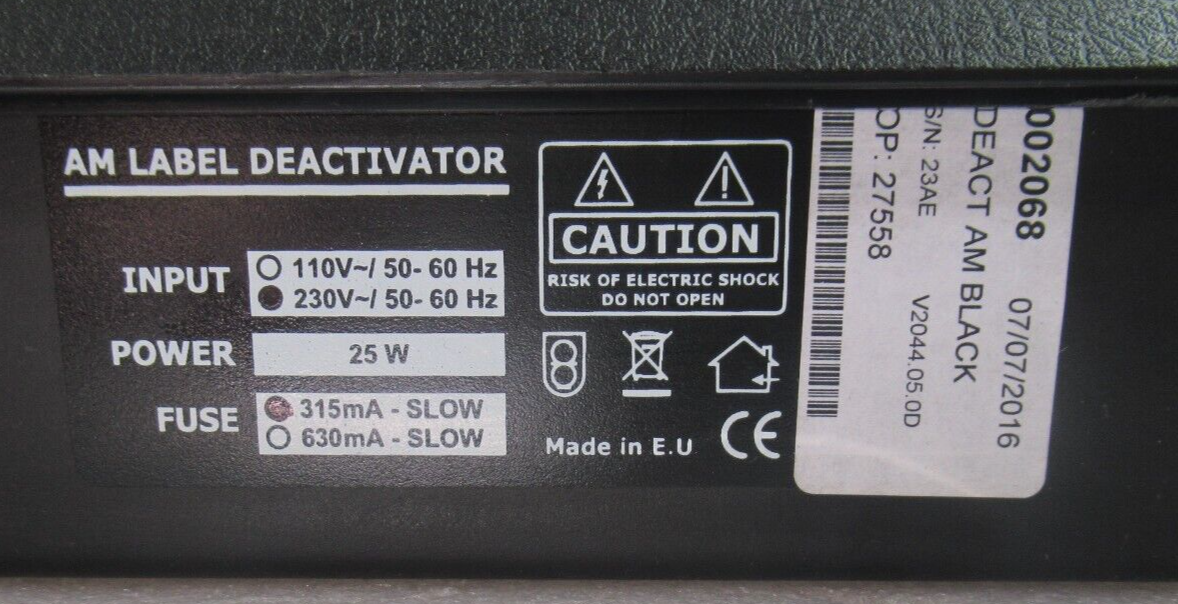 AM LABEL DEACTIVATOR
INPUT
110V~/ 50- 60 Hz
230V~/ 50- 60 Hz
POWER
25 W
FUSE
315mA - SLOW
630mA - SLOW
CAUTION
RISK OF ELECTRIC SHOCK
DO NOT OPEN
Made in E.U
CE
002068 07/07/2016
DEACT AM BLACK
S/N: 23AE V2044.05.0D
OP: 27558